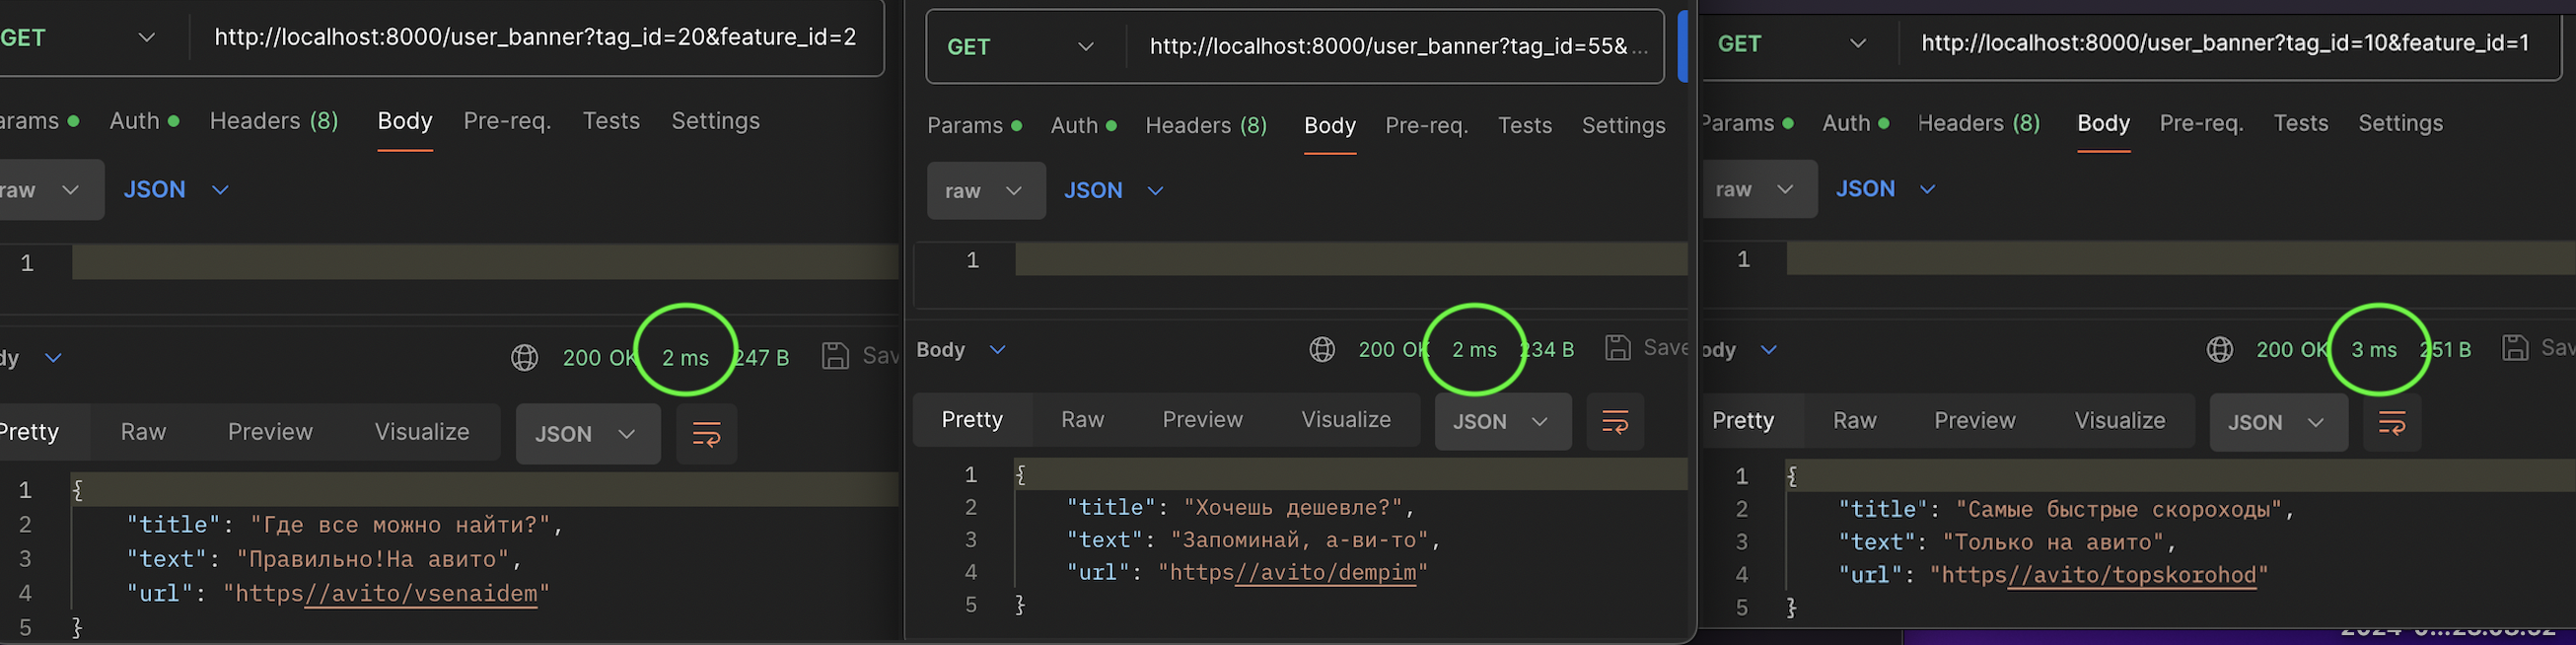 GET http://localhost:8000/user_banner?tag_id=20&feature_id=2
arams Auth Headers (8) Body Pre-req. Tests Settings
raw JSON
1
dy 200 OK 2 ms 247 B Sav
Pretty Raw Preview Visualize JSON
1 {
2 "title": "Где все можно найти?",
3 "text": "Правильно!На авито",
4 "url": "https//avito/vsenaidem"
5 }
GET http://localhost:8000/user_banner?tag_id=55&...
Params Auth Headers (8) Body Pre-req. Tests Settings
raw JSON
1
Body 200 OK 2 ms 234 B Save
Pretty Raw Preview Visualize JSON
1 {
2 "title": "Хочешь дешевле?",
3 "text": "Запоминай, а-ви-то",
4 "url": "https//avito/dempim"
5 }
GET http://localhost:8000/user_banner?tag_id=10&feature_id=1
Params Auth Headers (8) Body Pre-req. Tests Settings
raw JSON
1
ody 200 OK 3 ms 251 B Sav
Pretty Raw Preview Visualize JSON
1 {
2 "title": "Самые быстрые скороходы",
3 "text": "Только на авито",
4 "url": "https//avito/topskorohod"
5 }